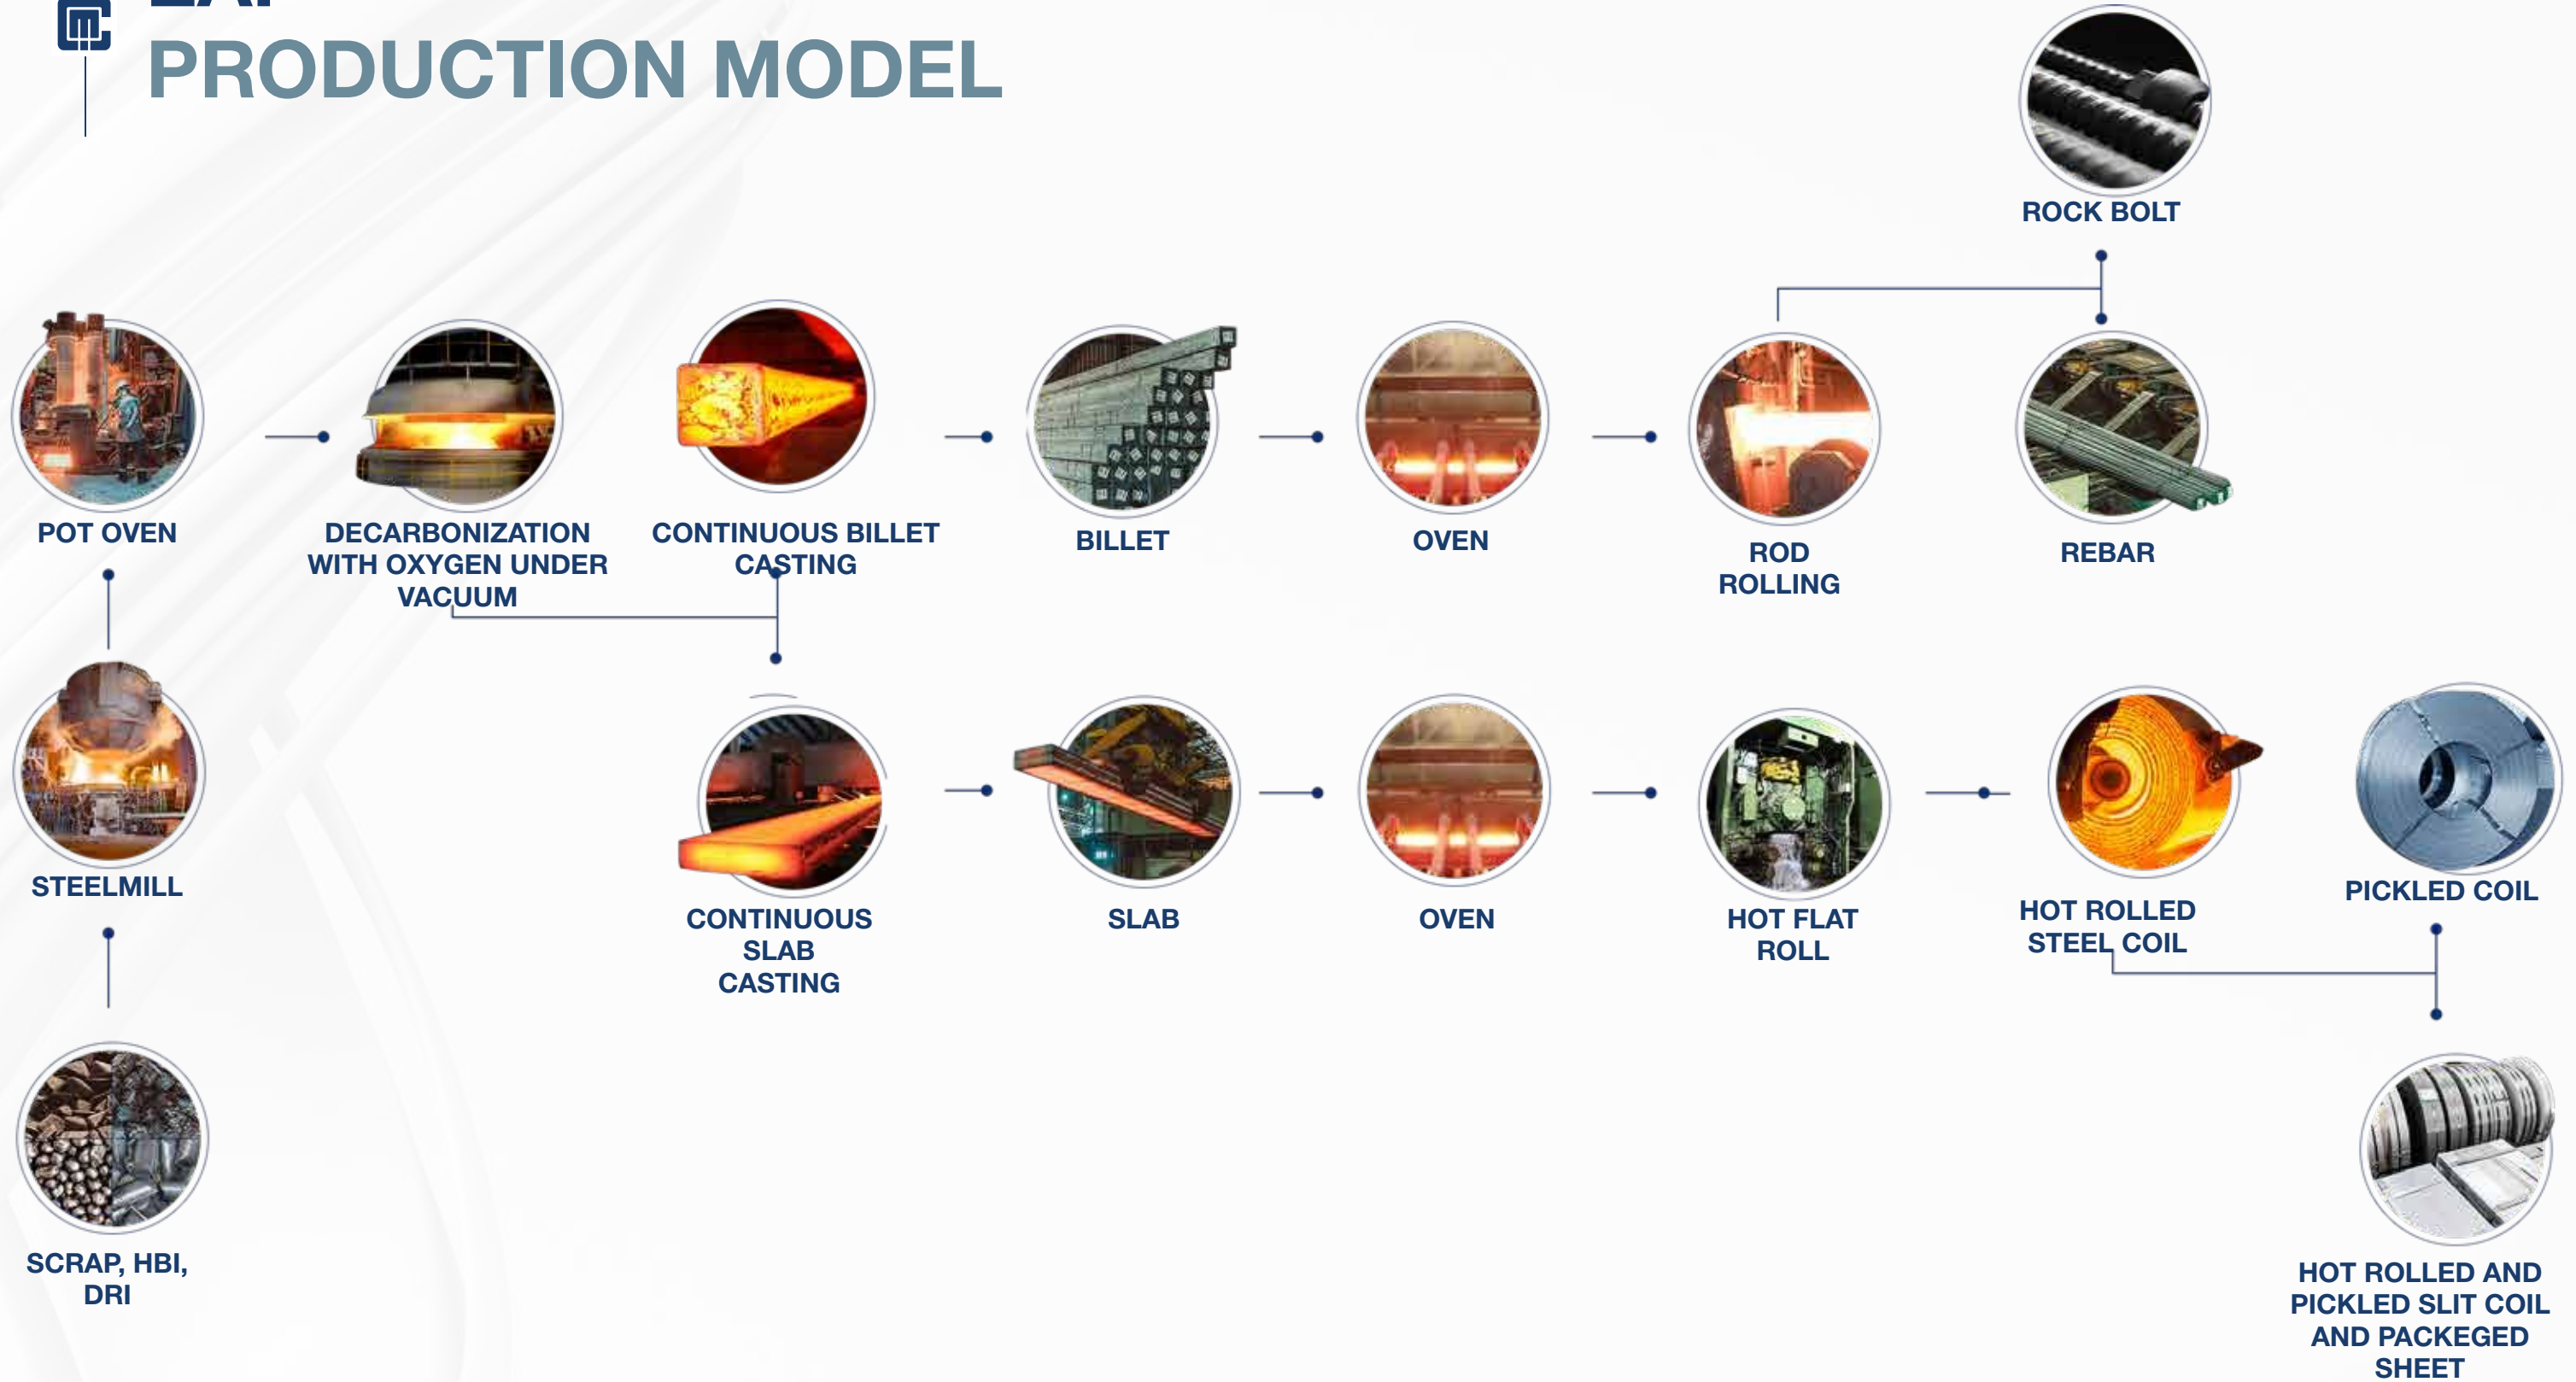 PRODUCTION MODEL
ROCK BOLT
POT OVEN
DECARBONIZATION
WITH OXYGEN UNDER
VACUUM
CONTINUOUS BILLET
CASTING
BILLET
OVEN
ROD
ROLLING
REBAR
STEELMILL
CONTINUOUS
SLAB
CASTING
SLAB
OVEN
HOT FLAT
ROLL
HOT ROLLED
STEEL COIL
PICKLED COIL
SCRAP, HBI,
DRI
HOT ROLLED AND
PICKLED SLIT COIL
AND PACKEGED
SHEET